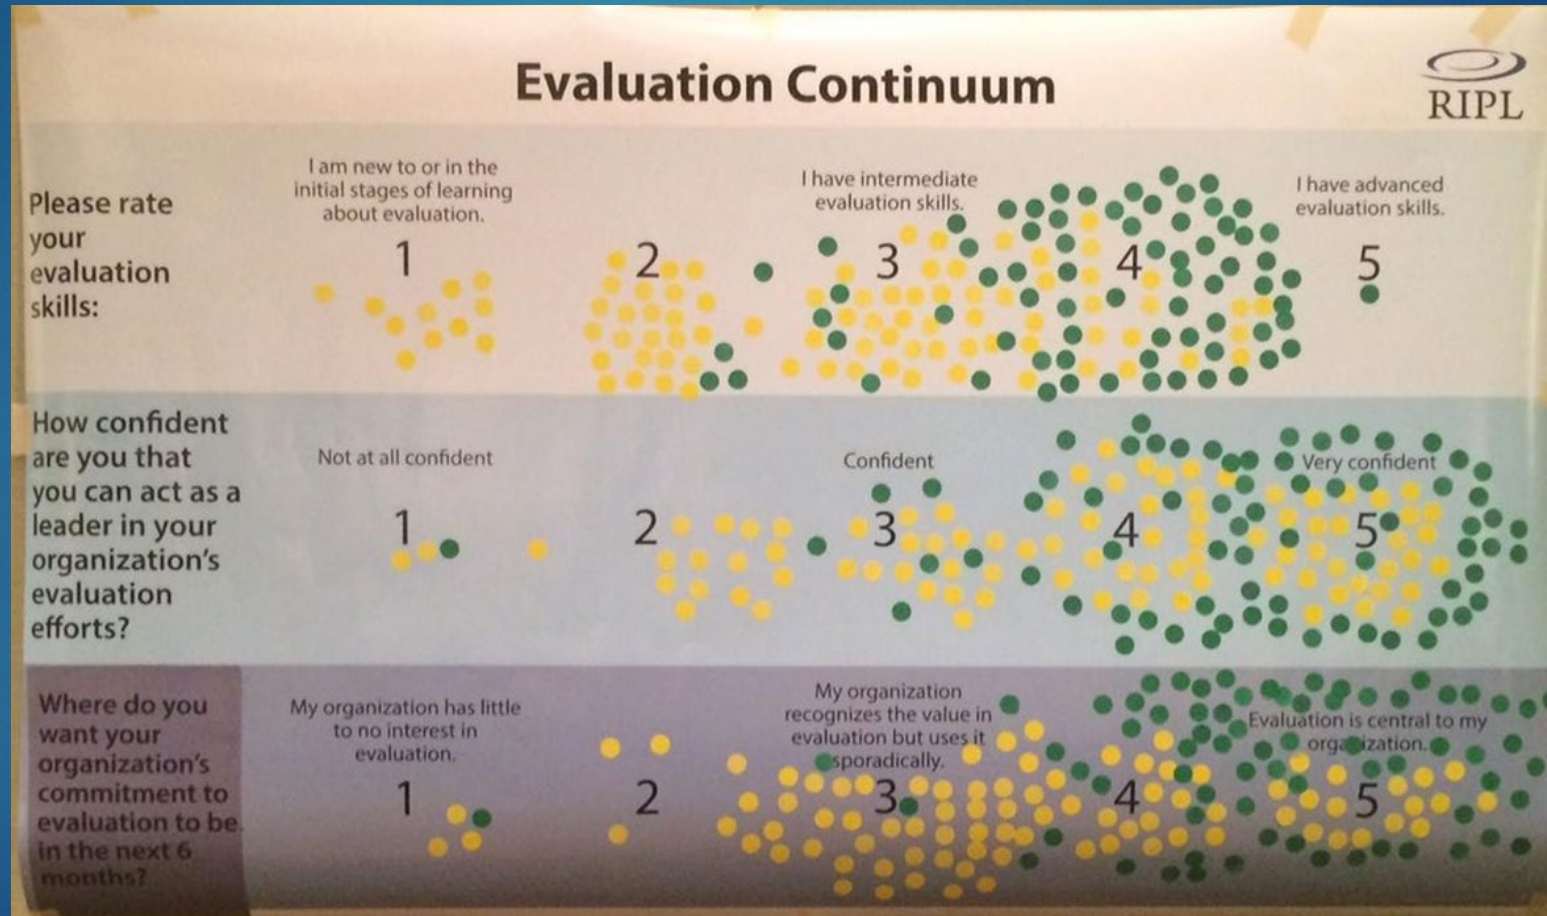 Evaluation Continuum
RIPL
Please rate
your
evaluation
skills:
I am new to or in the
initial stages of learning
about evaluation.
1
2
I have intermediate
evaluation skills.
3
4
I have advanced
evaluation skills.
5
How confident
are you that
you can act as a
leader in your
organization's
evaluation
efforts?
Not at all confident
1
2
Confident
3
4
Very confident
5
Where do you
want your
organization's
commitment to
evaluation to be
in the next 6
months?
My organization has little
to no interest in
evaluation.
1
2
My organization
recognizes the value in
evaluation but uses it
sporadically.
3
4
Evaluation is central to my
organization.
5